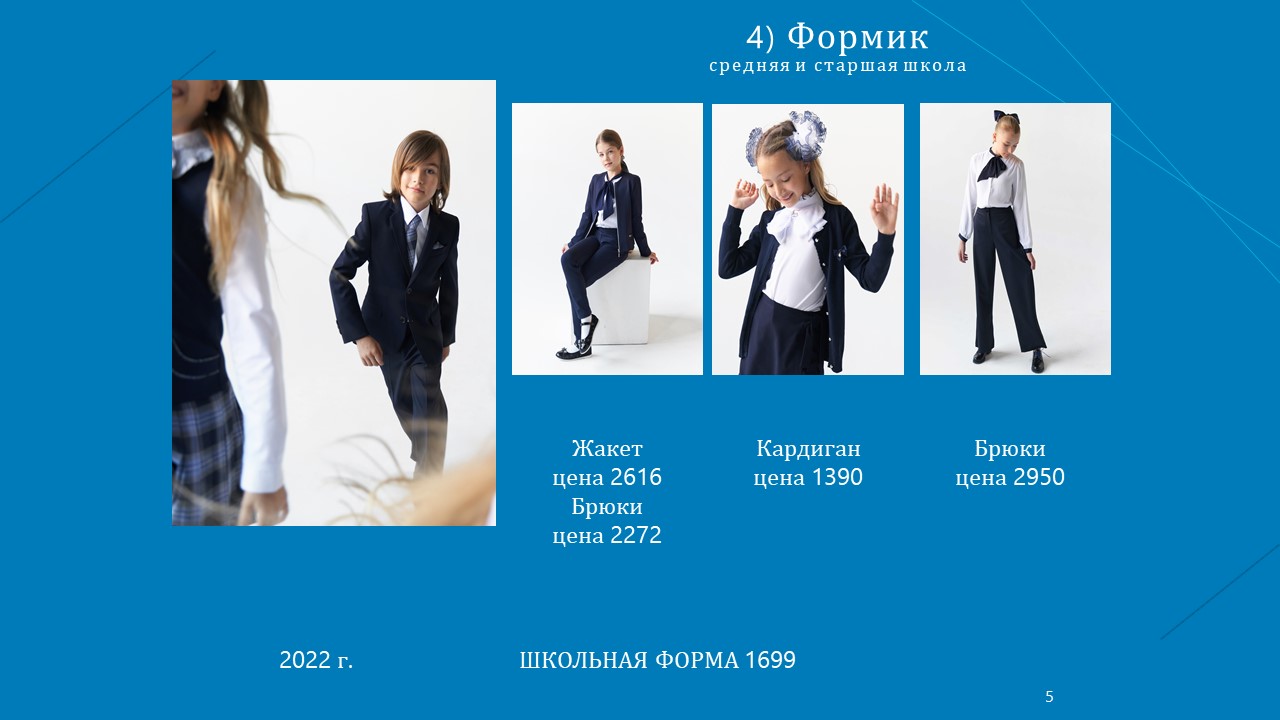 4) Формик
средняя и старшая школа
Жакет
цена 2616
Брюки
цена 2272
Кардиган
цена 1390
Брюки
цена 2950
2022 г.
ШКОЛЬНАЯ ФОРМА 1699
5